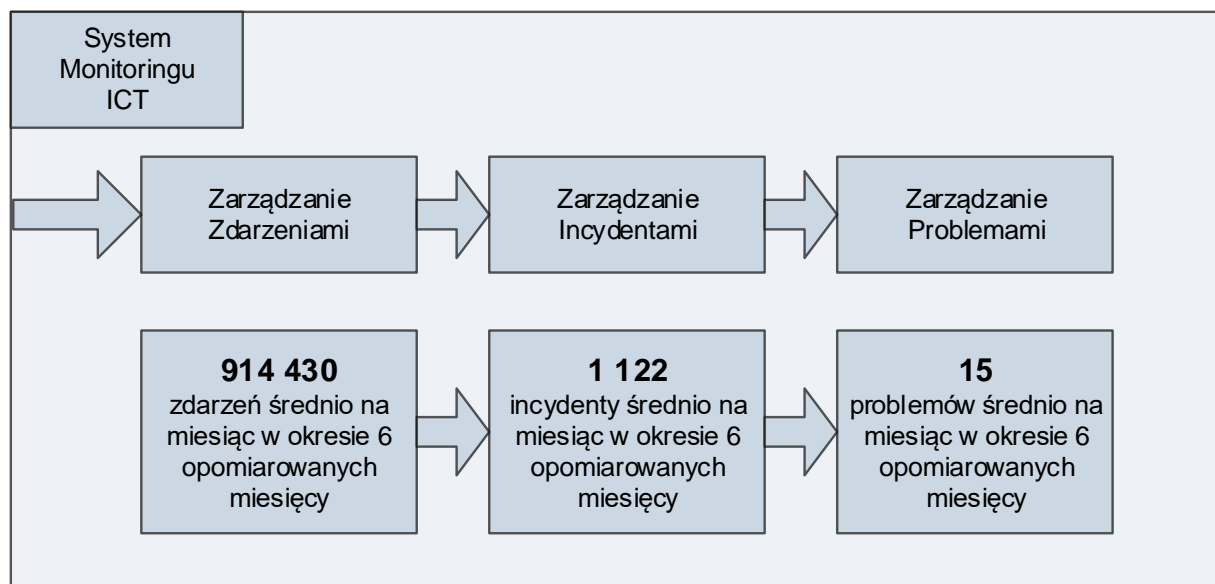 System
Monitoringu
ICT
Zarządzanie
Zdarzeniami
Zarządzanie
Incydentami
Zarządzanie
Problemami
914 430
zdarzeń średnio na
miesiąc w okresie 6
opomiarowanych
miesięcy
1 122
incydenty średnio na
miesiąc w okresie 6
opomiarowanych
miesięcy
15
problemów średnio na
miesiąc w okresie 6
opomiarowanych
miesięcy